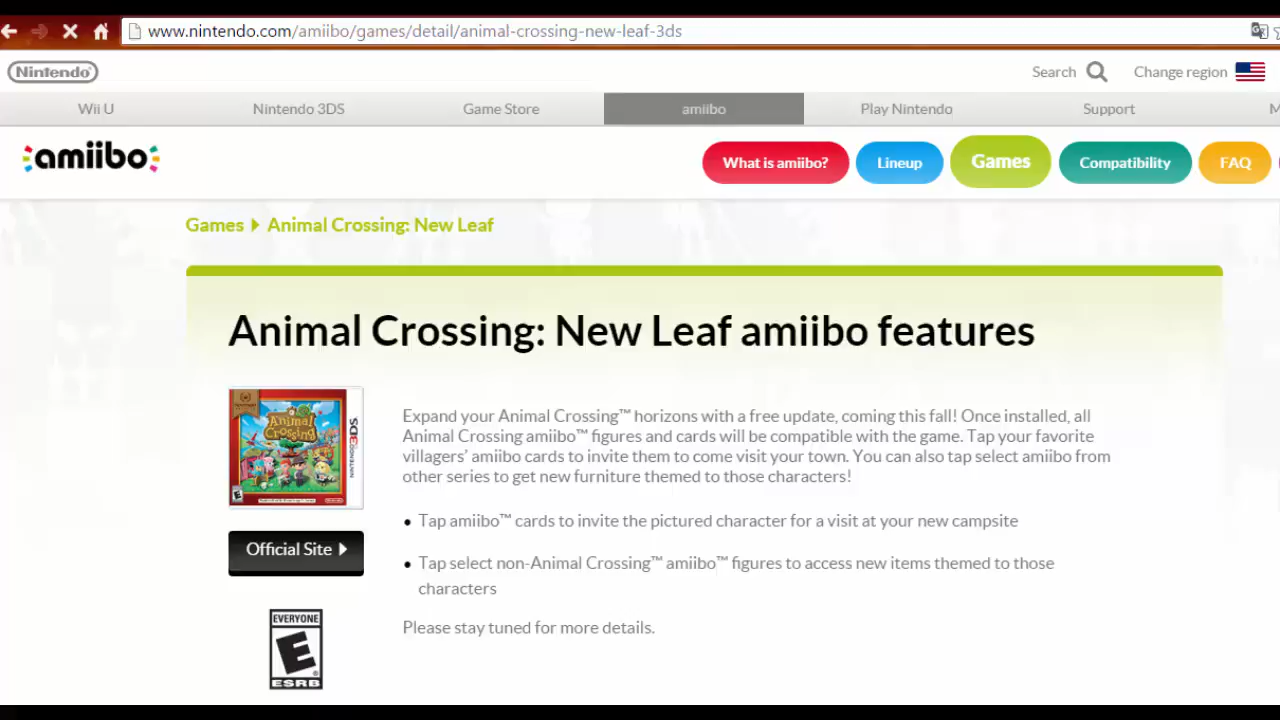 www.nintendo.com/amiibo/games/detail/animal-crossing-new-leaf-3ds
Nintendo
Search
Change region
Wii U
Nintendo 3DS
Game Store
amiibo
Play Nintendo
Support
M
amiibo
What is amiibo?
Lineup
Games
Compatibility
FAQ
Games
Animal Crossing: New Leaf
Animal Crossing: New Leaf amiibo features
Animal
Crossing
NINTENDO 3DS
E
Official Site
EVERYONE
E
ESRB
Expand your Animal Crossing™ horizons with a free update, coming this fall! Once installed, all
Animal Crossing amiibo™ figures and cards will be compatible with the game. Tap your favorite
villagers’ amiibo cards to invite them to come visit your town. You can also tap select amiibo from
other series to get new furniture themed to those characters!
• Tap amiibo™ cards to invite the pictured character for a visit at your new campsite
• Tap select non-Animal Crossing™ amiibo™ figures to access new items themed to those
characters
Please stay tuned for more details.